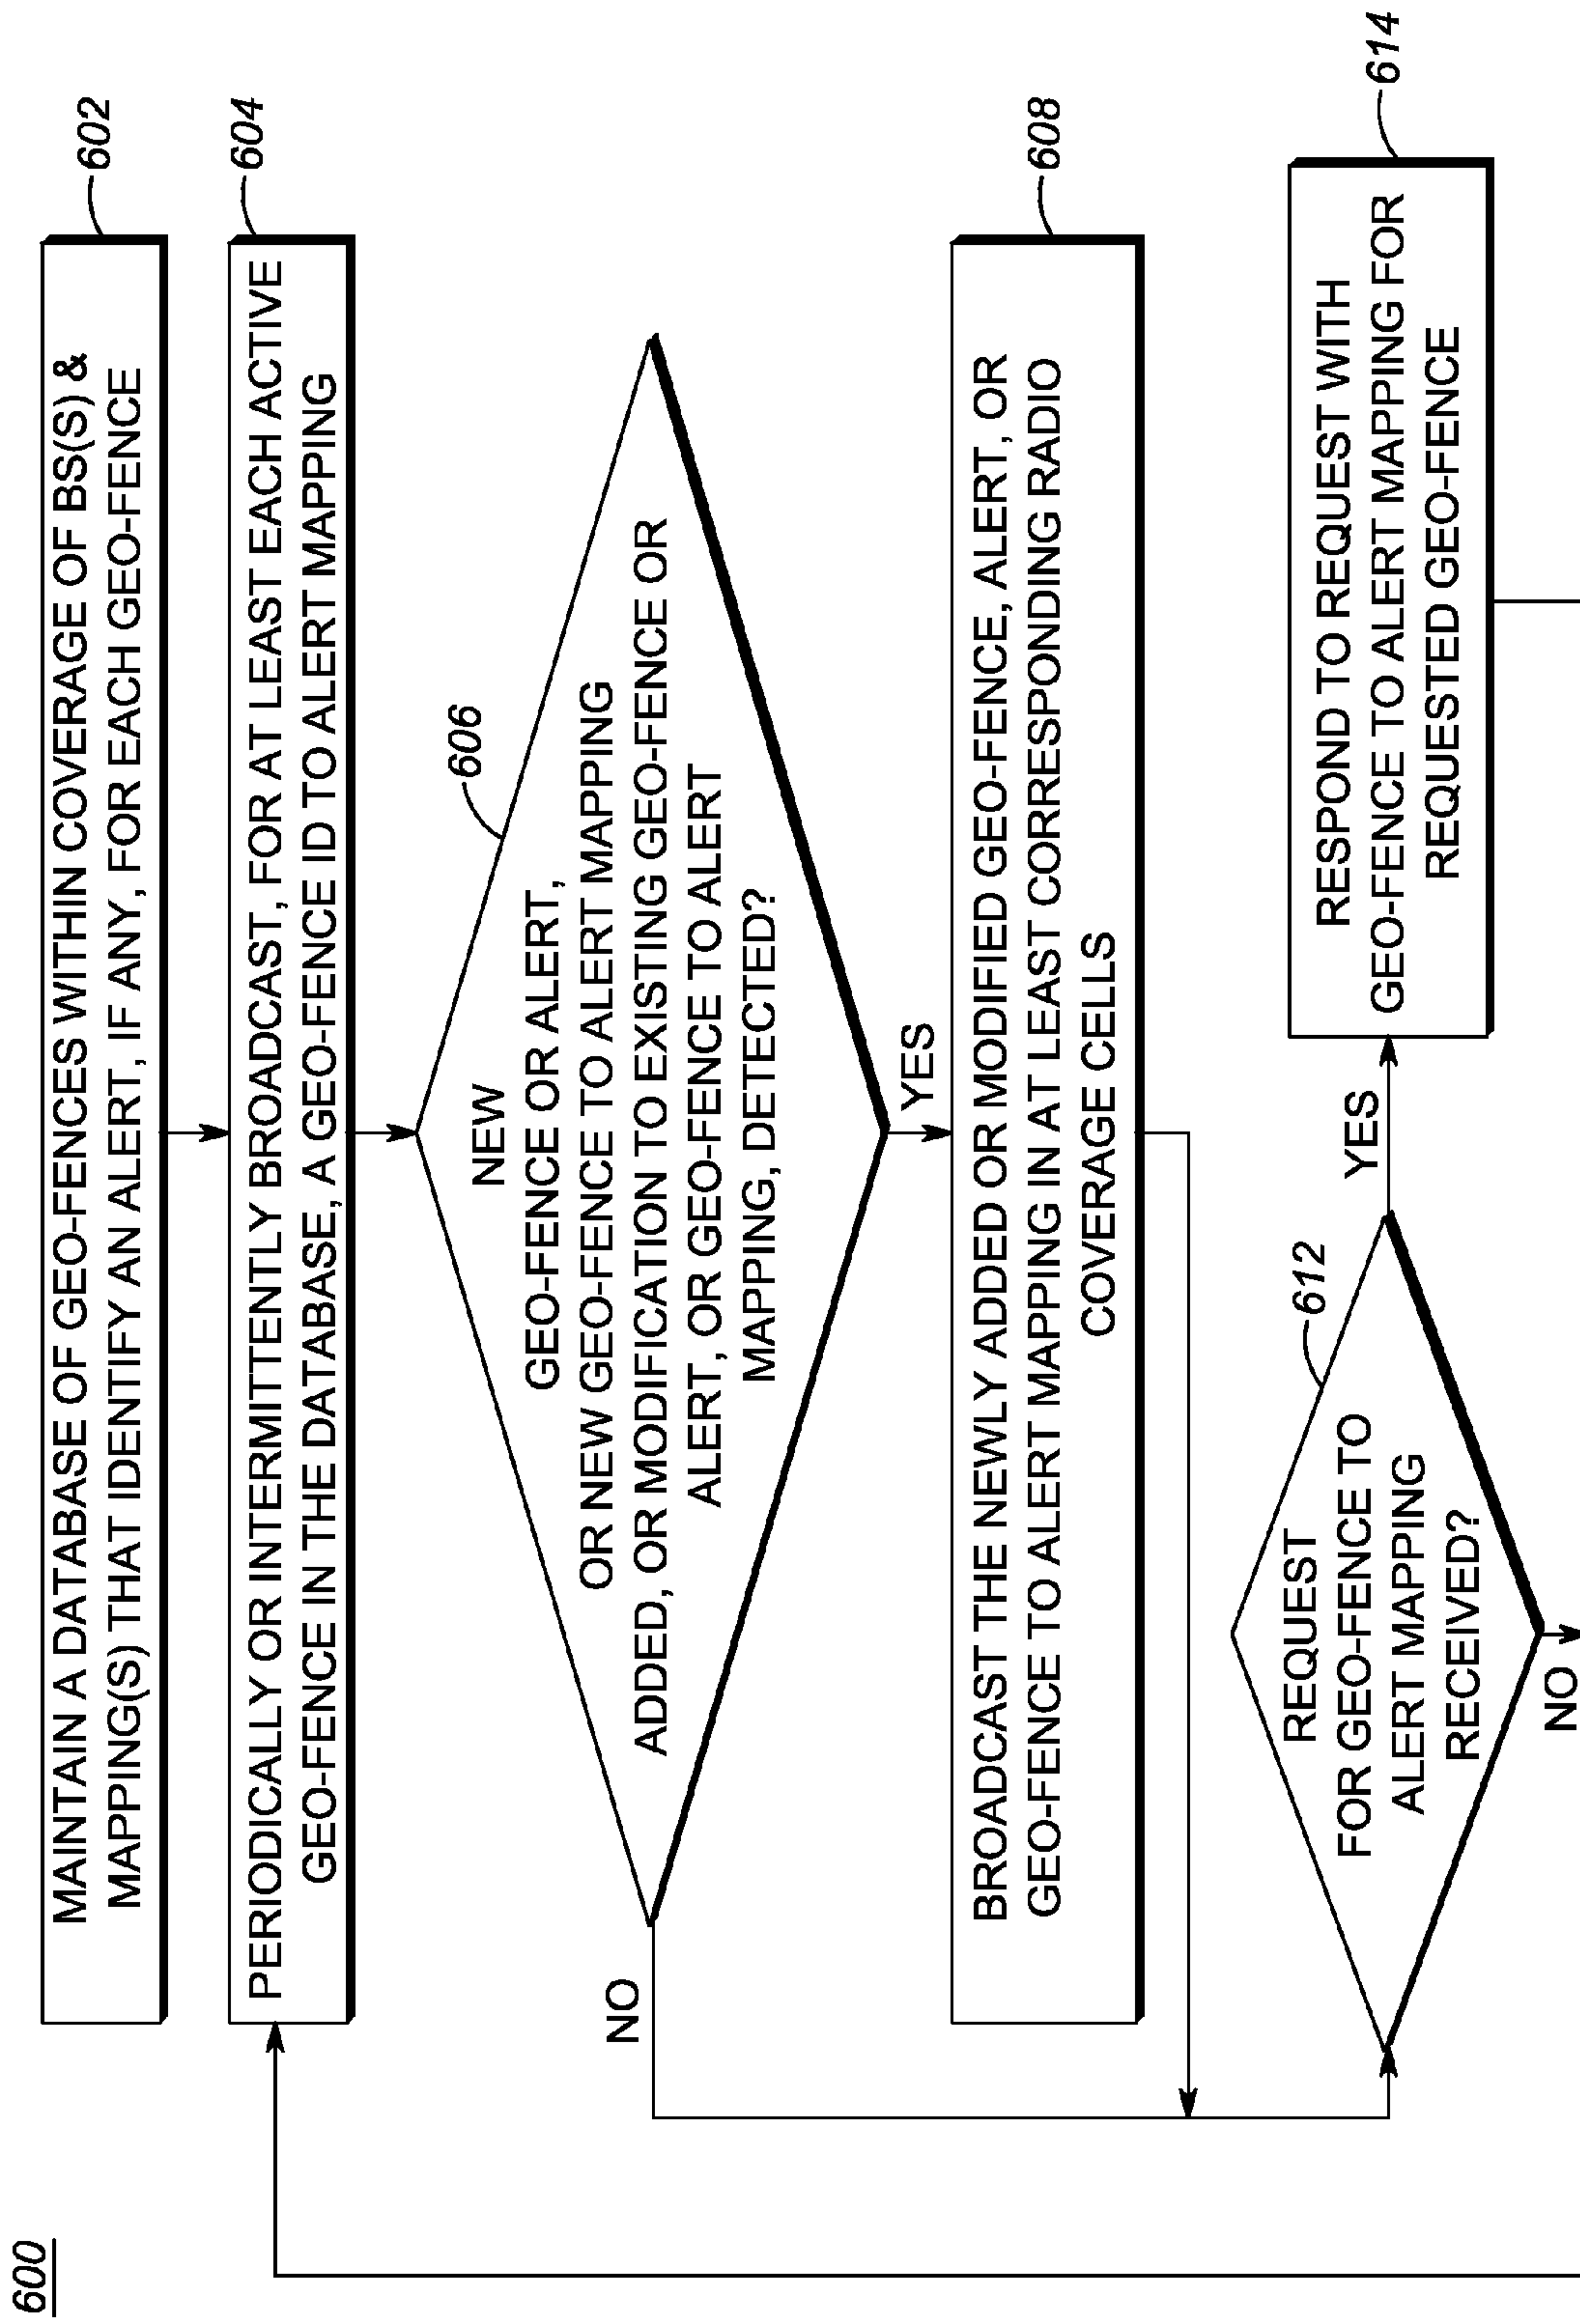 600
602
MAINTAIN A DATABASE OF GEO-FENCES WITHIN COVERAGE OF BS(S) &
MAPPING(S) THAT IDENTIFY AN ALERT, IF ANY, FOR EACH GEO-FENCE
604
PERIODICALLY OR INTERMITTENTLY BROADCAST, FOR AT LEAST EACH ACTIVE
GEO-FENCE IN THE DATABASE, A GEO-FENCE ID TO ALERT MAPPING
606
NEW
GEO-FENCE OR ALERT,
OR NEW GEO-FENCE TO ALERT MAPPING
ADDED, OR MODIFICATION TO EXISTING GEO-FENCE OR
ALERT, OR GEO-FENCE TO ALERT
MAPPING, DETECTED?
NO
YES
608
BROADCAST THE NEWLY ADDED OR MODIFIED GEO-FENCE, ALERT, OR
GEO-FENCE TO ALERT MAPPING IN AT LEAST CORRESPONDING RADIO
COVERAGE CELLS
612
REQUEST
FOR GEO-FENCE TO
ALERT MAPPING
RECEIVED?
YES
NO
614
RESPOND TO REQUEST WITH
GEO-FENCE TO ALERT MAPPING FOR
REQUESTED GEO-FENCE